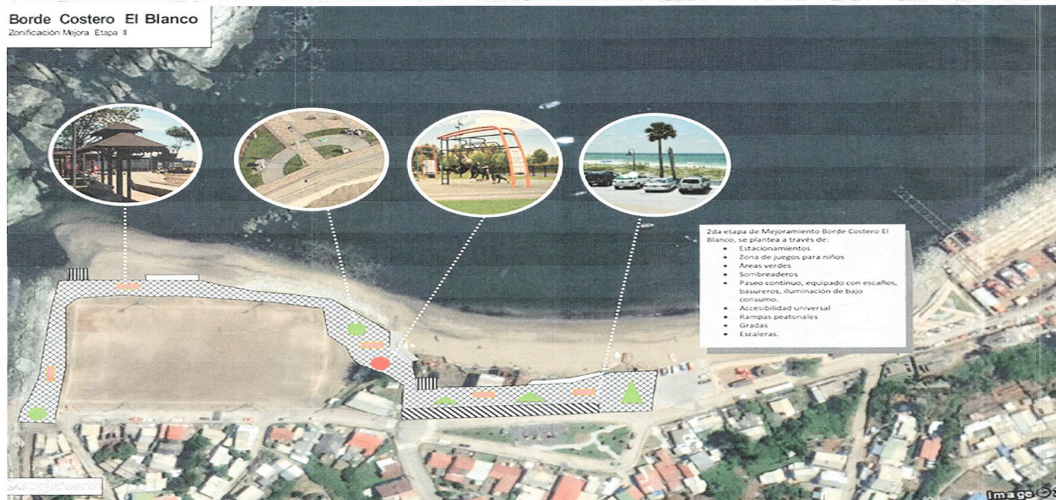 Borde Costero El Blanco
Zonificación Mejora Etapa II
2da etapa de Mejoramiento Borde Costero El
Blanco, se plantea a través de:
• Estacionamientos
• Zona de juegos para niños
• Áreas verdes
• Sombreaderos
• Paseo continuo, equipado con escaños,
basureros, iluminación de bajo
consumo.
• Accesibilidad universal
• Rampas peatonales
• Gradas
• Escaleras.
Image